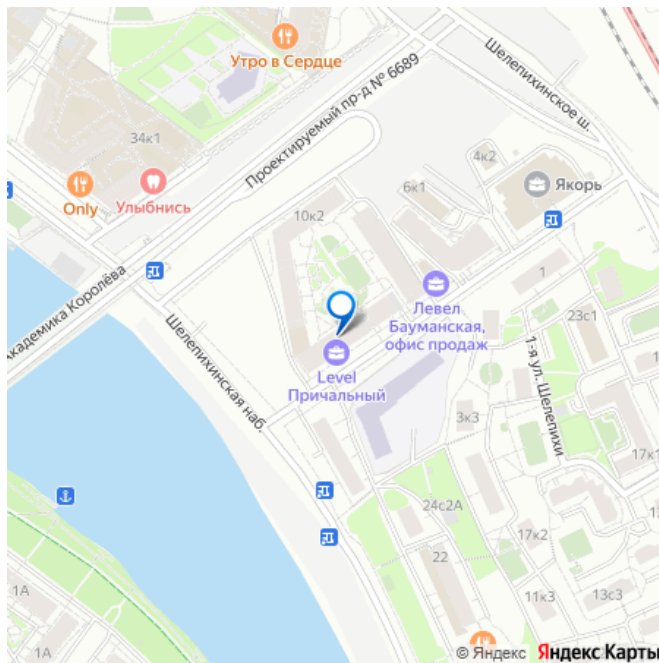 Утро в Сердце
Шелепихинское ш.
Проектируемый пр-д № 6689
34к1
4к2
6к1
Якорь
Only
Улыбнись
10к2
Академика Королёва
1
Левел
Бауманская,
офис продаж
23с1
Шелепихинская наб.
Level
Причальный
1-я ул. Шелепихи
3к3
17к1
24с2А
17к2
22
11к3
13с3
1А
1А
© Яндекс Яндекс Карты